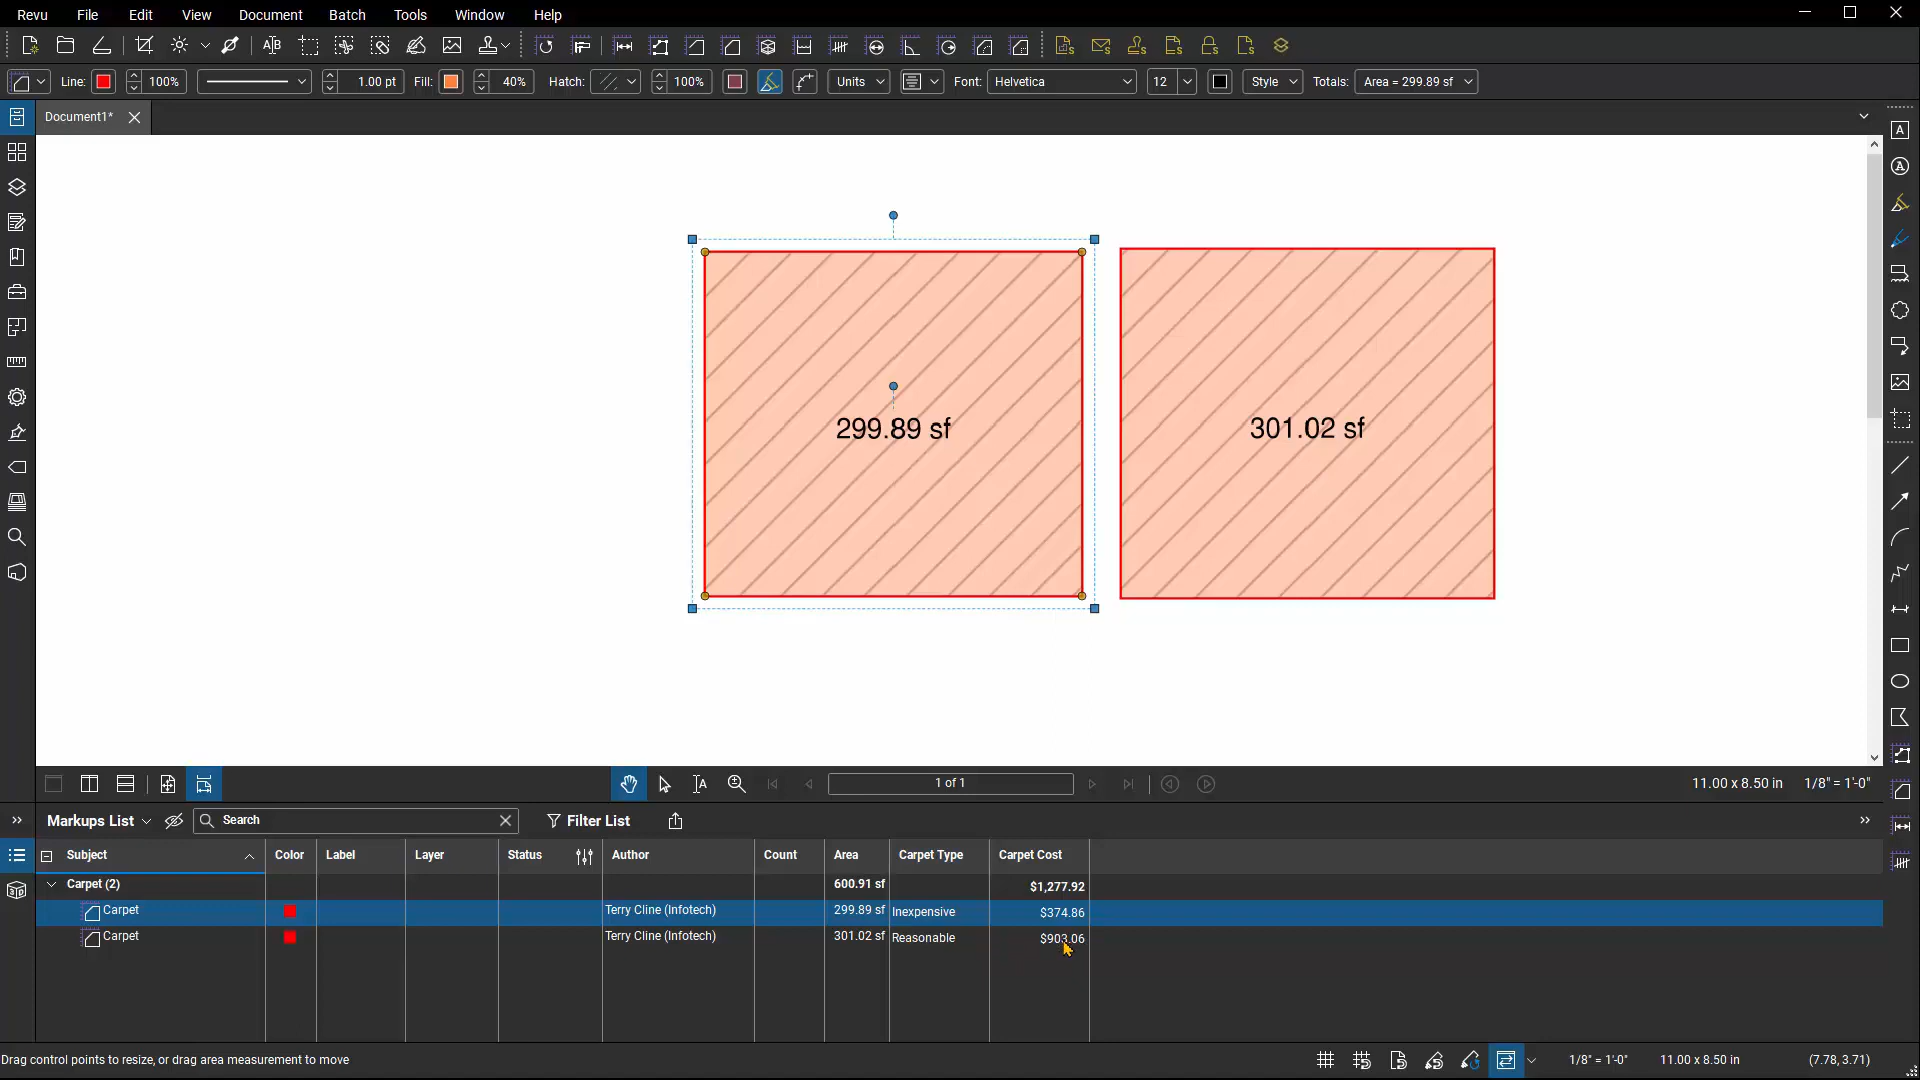 Revu File Edit View Document Batch Tools Window Help
Line: 100% 1.00 pt Fill: 40% Hatch: 100% Units Font: Helvetica 12 Style Totals: Area = 299.89 sf
Document1*
299.89 sf 301.02 sf
1 of 1 11.00 x 8.50 in 1/8" = 1'-0"
Markups List Search Filter List
Subject Color Label Layer Status Author Count Area Carpet Type Carpet Cost
Carpet (2) 600.91 sf $1,277.92
Carpet Terry Cline (Infotech) 299.89 sf Inexpensive $374.86
Carpet Terry Cline (Infotech) 301.02 sf Reasonable $903.06
Drag control points to resize, or drag area measurement to move 1/8" = 1'-0" 11.00 x 8.50 in (7.78, 3.71)